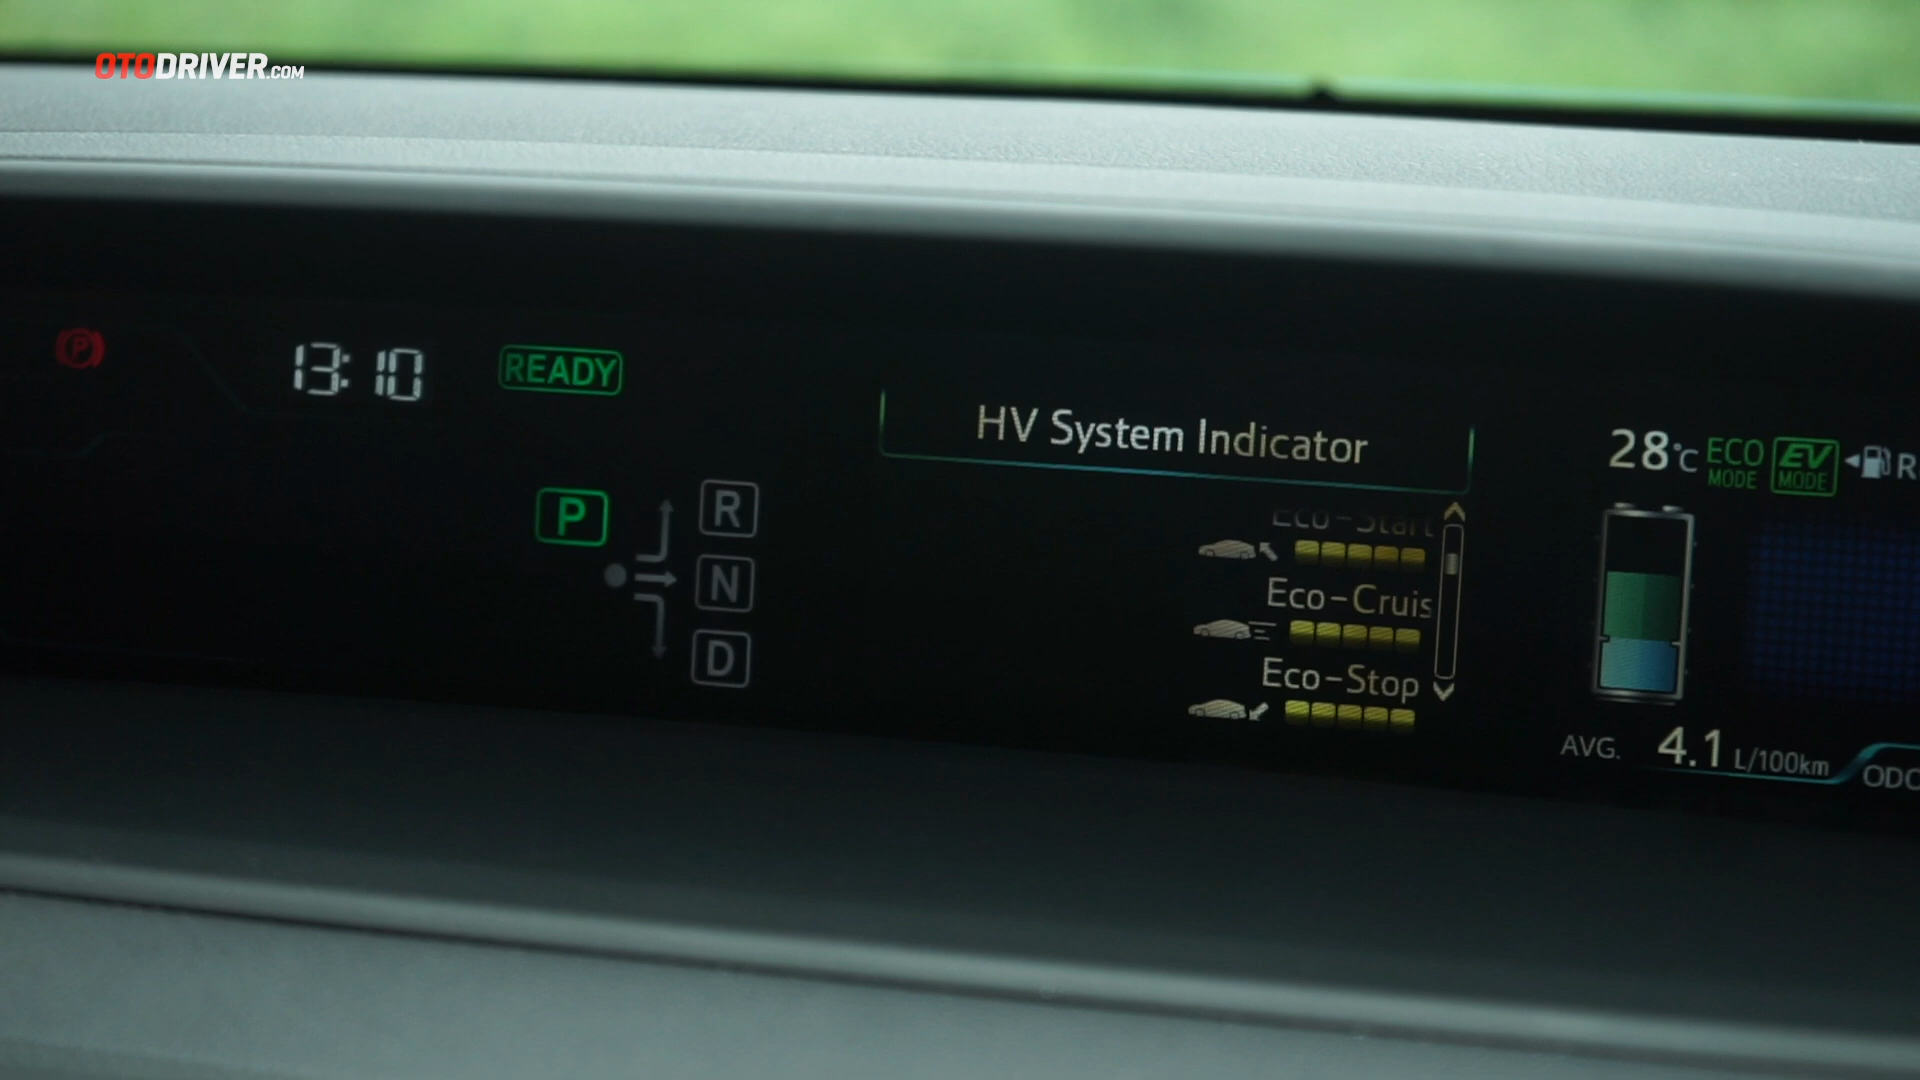 OTODRIVER.COM
13:10
READY
HV System Indicator
28°C
ECO MODE
EV MODE
R
P
R
N
D
Eco-Start
Eco-Cruis
Eco-Stop
AVG. 4.1 L/100km
ODO